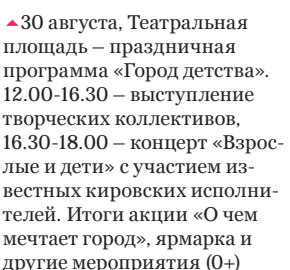 30 августа, Театральная
площадь – праздничная
программа «Город детства».
12.00-16.30 – выступление
творческих коллективов,
16.30-18.00 – концерт «Взрос-
лые и дети» с участием из-
вестных кировских исполни-
телей. Итоги акции «О чем
мечтает город», ярмарка и
другие мероприятия (0+)